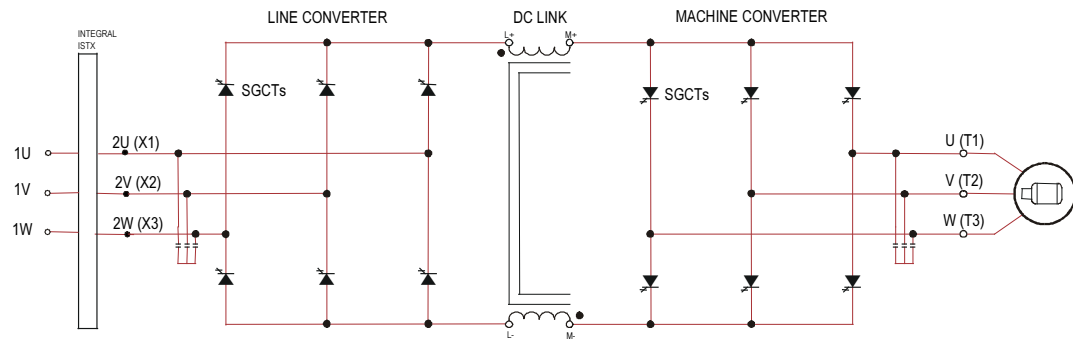 LINE CONVERTER
DC LINK
MACHINE CONVERTER
INTEGRAL
ISTX
L+
M+
SGCTs
SGCTs
1U
2U (X1)
U (T1)
1V
2V (X2)
V (T2)
1W
2W (X3)
W (T3)
L-
M-